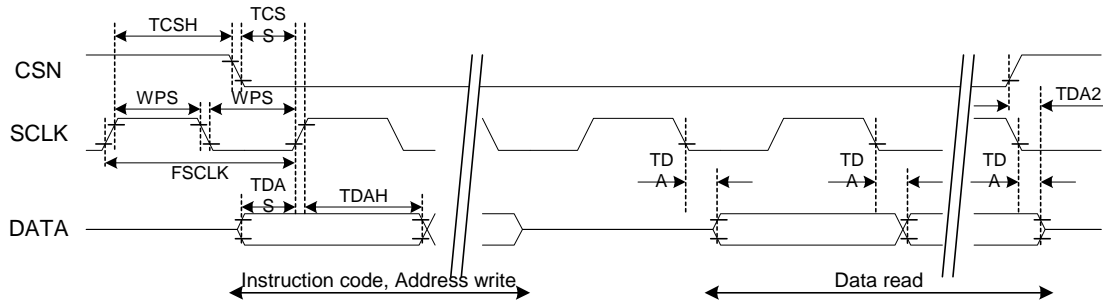 TCSH
TCS
S
CSN
WPS
WPS
TDA2
SCLK
FSCLK
TDA
S
TDAH
TD
A
TD
A
TD
A
DATA
Instruction code, Address write
Data read